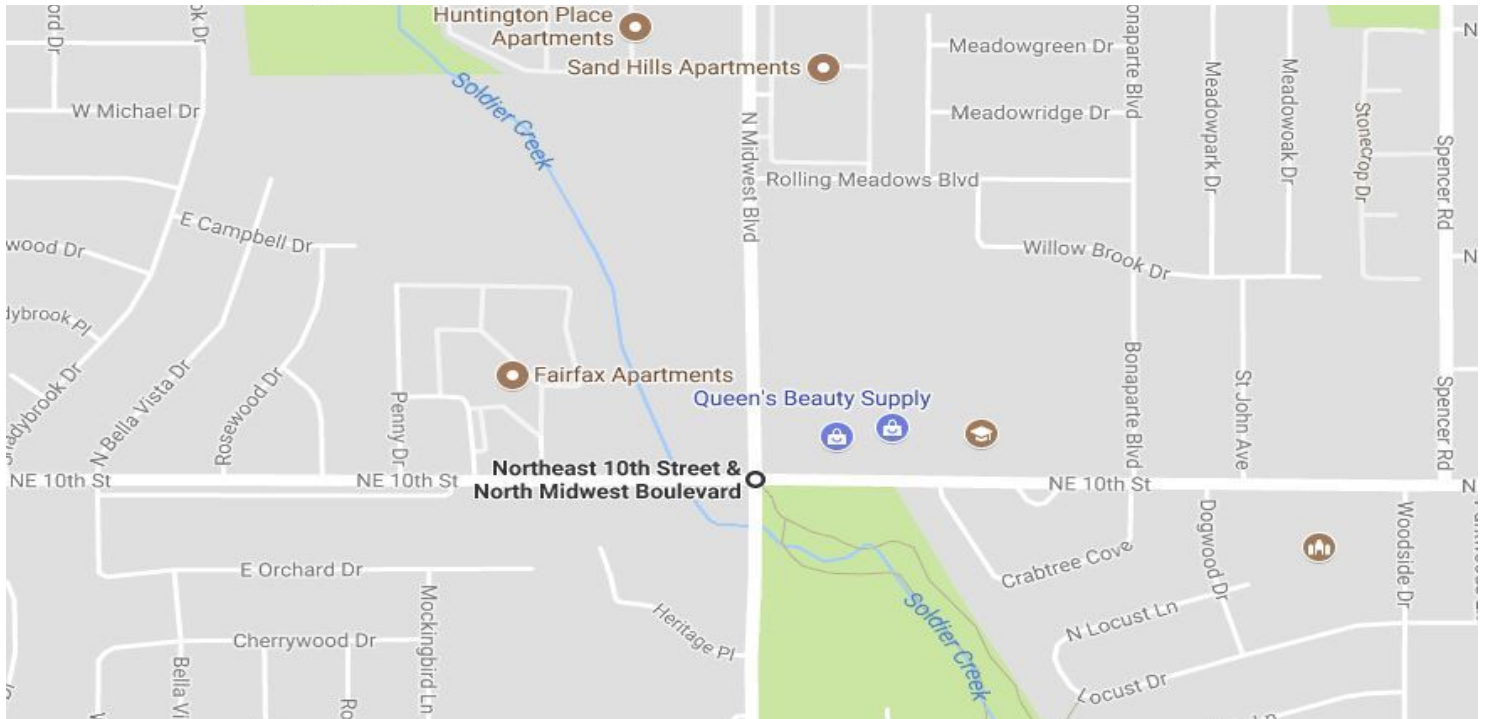 Huntington Place
Apartments
Sand Hills Apartments
Meadowgreen Dr
Meadowridge Dr
Rolling Meadows Blvd
Willow Brook Dr
N Midwest Blvd
Bonaparte Blvd
Meadowpark Dr
Meadowoak Dr
Stonecrop Dr
Spencer Rd
W Michael Dr
Soldier Creek
E Campbell Dr
N Bella Vista Dr
Rosewood Dr
Penny Dr
Fairfax Apartments
Queen's Beauty Supply
Bonaparte Blvd
St John Ave
Spencer Rd
NE 10th St
NE 10th St
Northeast 10th Street &
North Midwest Boulevard
NE 10th St
E Orchard Dr
Cherrywood Dr
Mockingbird Ln
Heritage Pl
Soldier Creek
Crabtree Cove
Dogwood Dr
N Locust Ln
Locust Dr
Woodside Dr